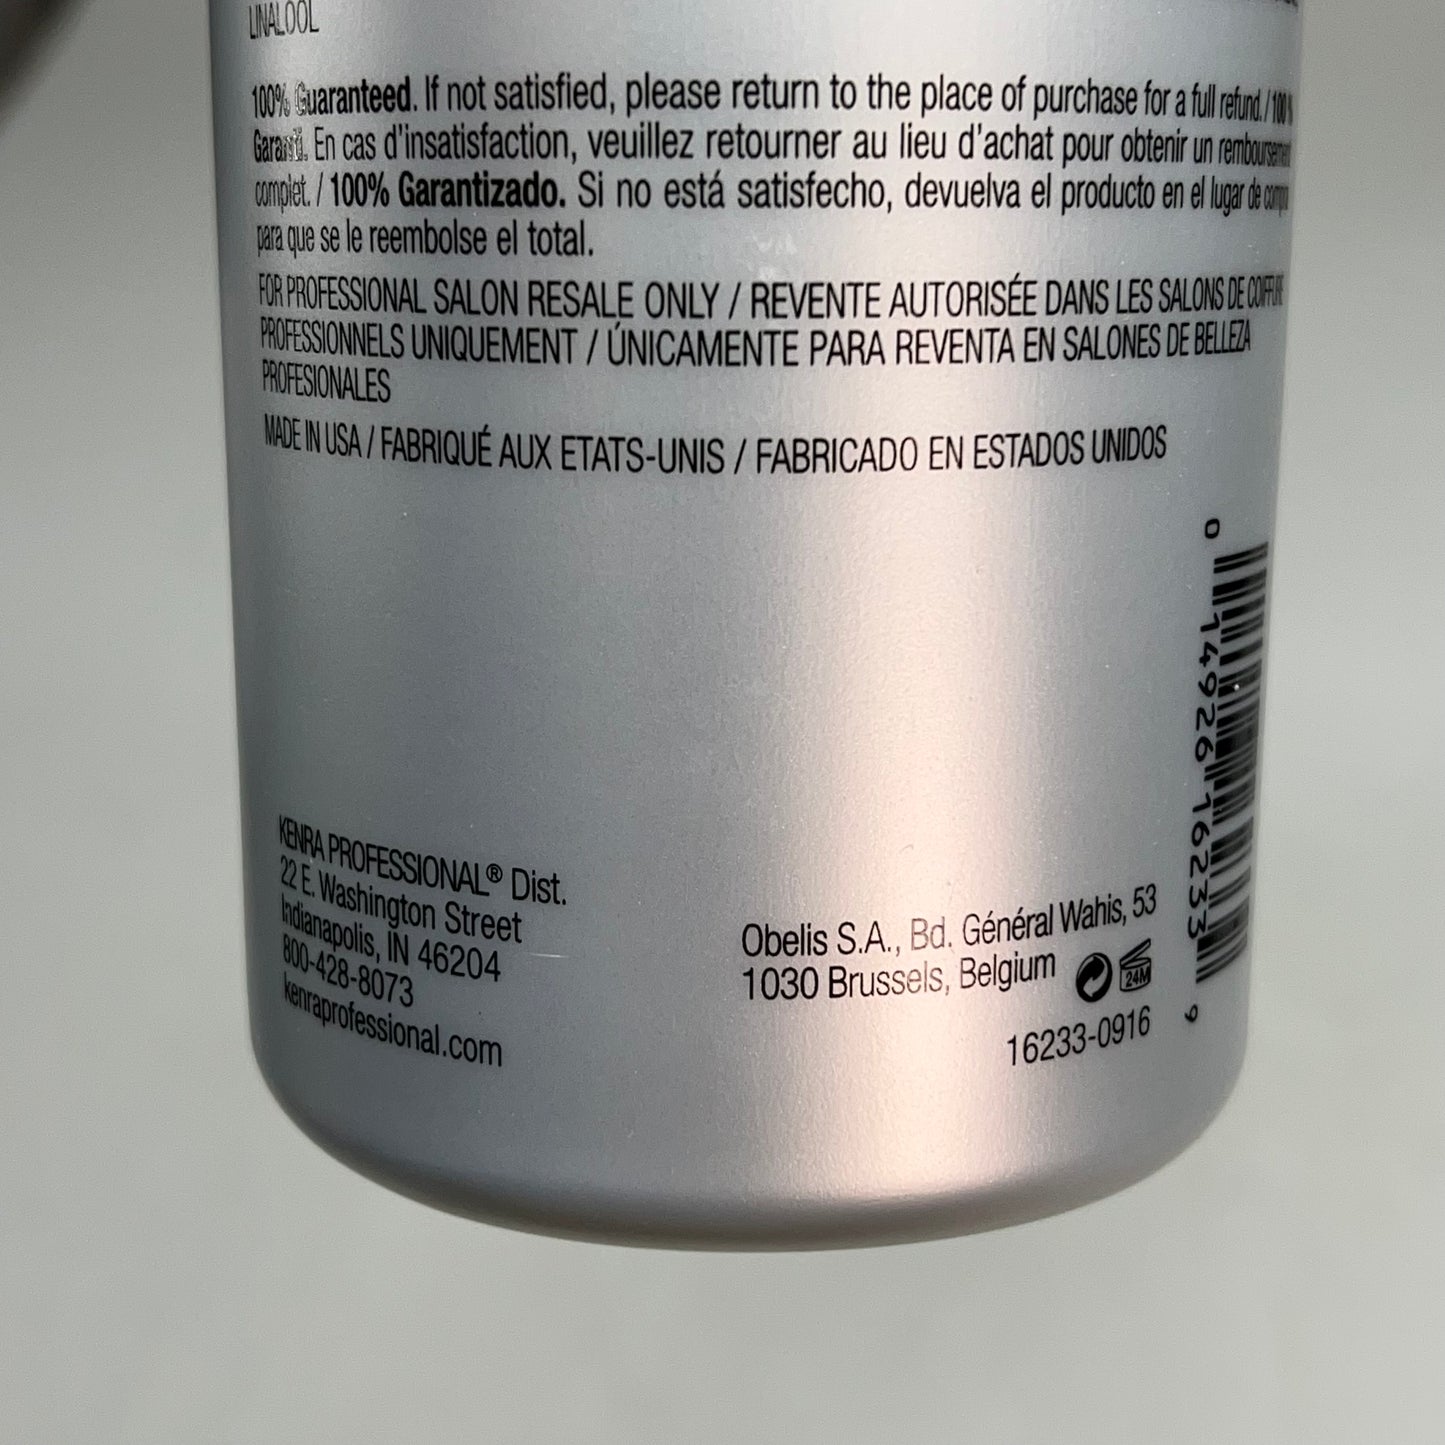 LINALOOL
100% Guaranteed. If not satisfied, please return to the place of purchase for a full refund. / 100 %
Garanti. En cas d'insatisfaction, veuillez retourner au lieu d'achat pour obtenir un remboursement
complet. / 100% Garantizado. Si no está satisfecho, devuelva el producto en el lugar de compra
para que se le reembolse el total.
FOR PROFESSIONAL SALON RESALE ONLY / REVENTE AUTORISÉE DANS LES SALONS DE COIFFURE
PROFESSIONNELS UNIQUEMENT / ÚNICAMENTE PARA REVENTA EN SALONES DE BELLEZA
PROFESIONALES
MADE IN USA / FABRIQUÉ AUX ETATS-UNIS / FABRICADO EN ESTADOS UNIDOS
KENRA PROFESSIONAL® Dist.
22 E. Washington Street
Indianapolis, IN 46204
800-428-8073
kenraprofessional.com
Obelis S.A., Bd. Général Wahis, 53
1030 Brussels, Belgium
24M
16233-0916
0 14926 16233 9